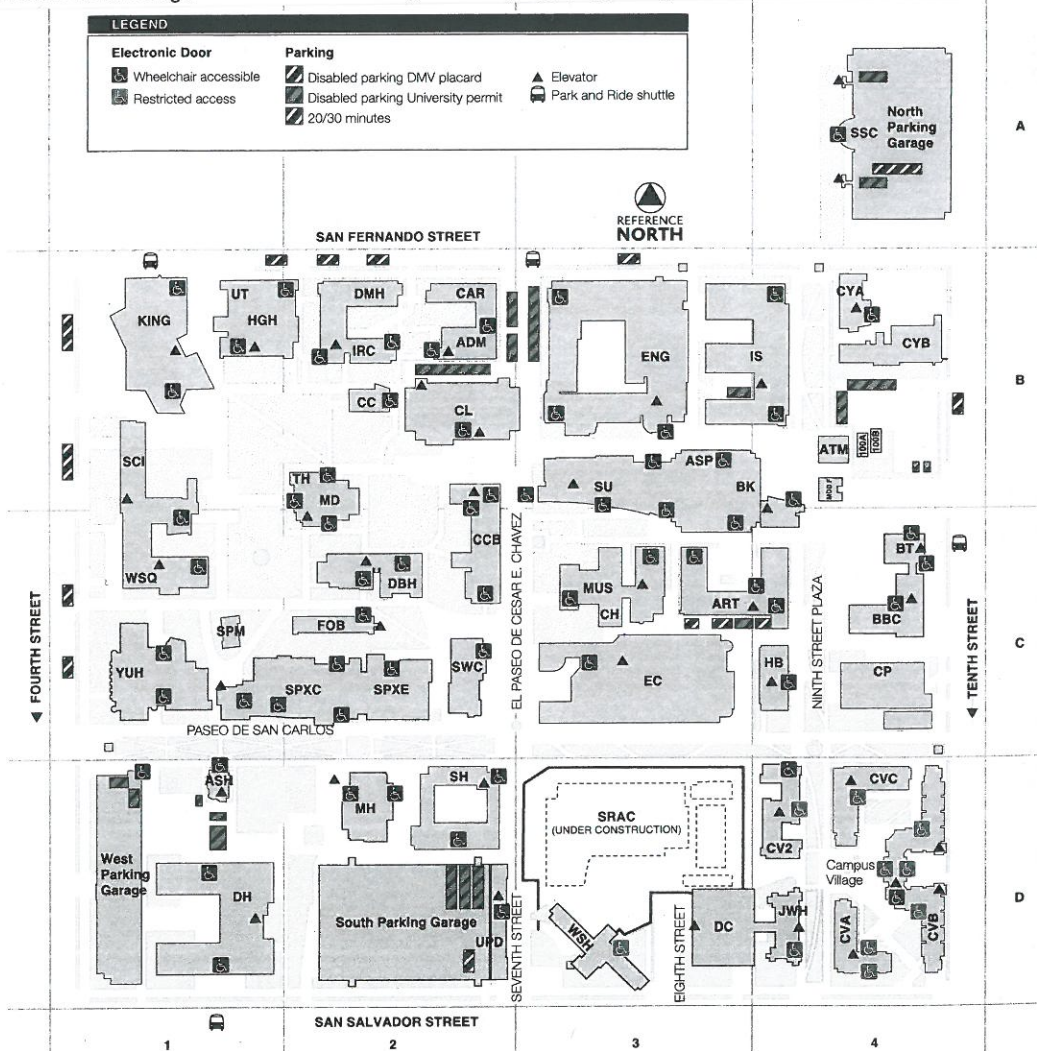 LEGEND
Electronic Door
Wheelchair accessible
Restricted access
Parking
Disabled parking DMV placard
Disabled parking University permit
20/30 minutes
Elevator
Park and Ride shuttle
SSC
North
Parking
Garage
A
REFERENCE
NORTH
SAN FERNANDO STREET
KING
UT
HGH
DMH
IRC
CAR
ADM
CC
CL
ENG
IS
CYA
CYB
B
SCI
TH
MD
SU
ASP
BK
ATM
100A
100B
CCB
WSQ
DBH
MUS
CH
ART
BT
BBC
FOURTH STREET
EL PASEO DE CESAR E. CHAVEZ
NINTH STREET PLAZA
TENTH STREET
C
SPM
FOB
YUH
SPXC
SPXE
SWC
EC
HB
CP
PASEO DE SAN CARLOS
ASH
MH
SH
SRAC
(UNDER CONSTRUCTION)
CV2
CVC
West
Parking
Garage
DH
South Parking Garage
UPD
SEVENTH STREET
WSH
EIGHTH STREET
DC
JWH
Campus
Village
CVA
CVB
D
SAN SALVADOR STREET
1
2
3
4